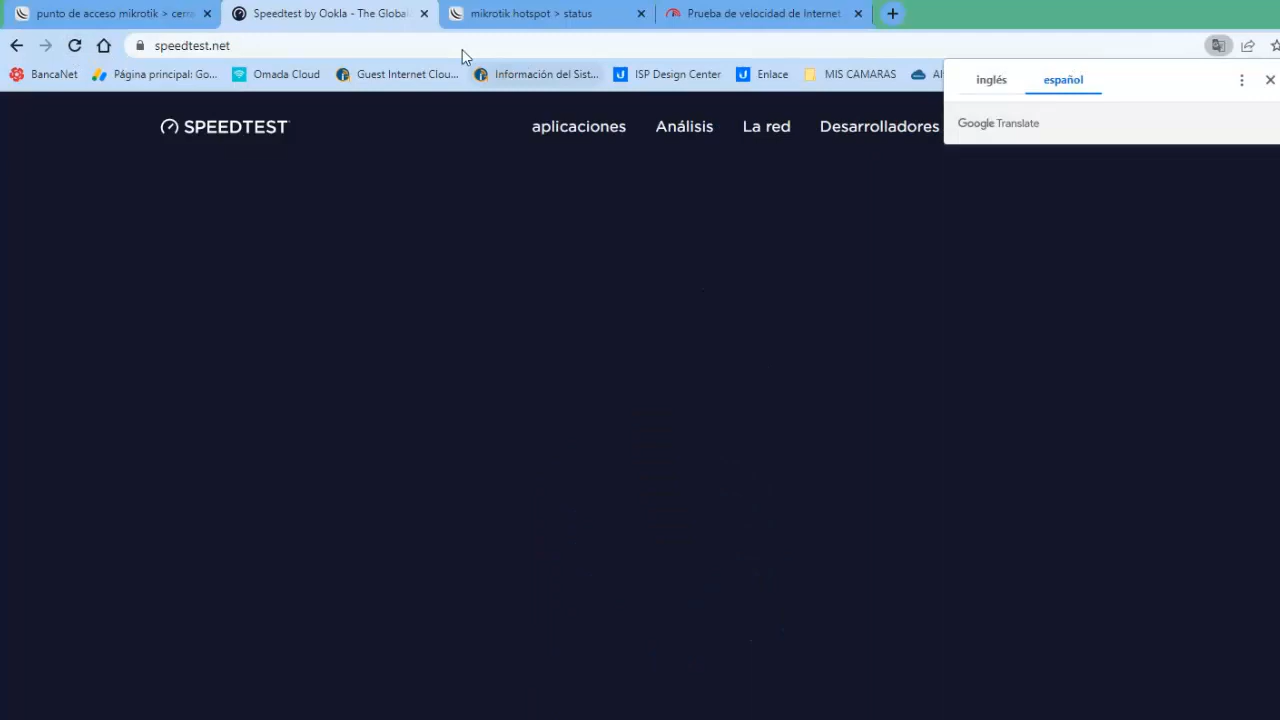 punto de acceso mikrotik > cerra
Speedtest by Ookla - The Global
mikrotik hotspot > status
Prueba de velocidad de Internet
speedtest.net
BancaNet
Página principal: Go...
Omada Cloud
Guest Internet Clou...
Información del Sist...
ISP Design Center
Enlace
MIS CAMARAS
inglés
español
Google Translate
SPEEDTEST
aplicaciones
Análisis
La red
Desarrolladores